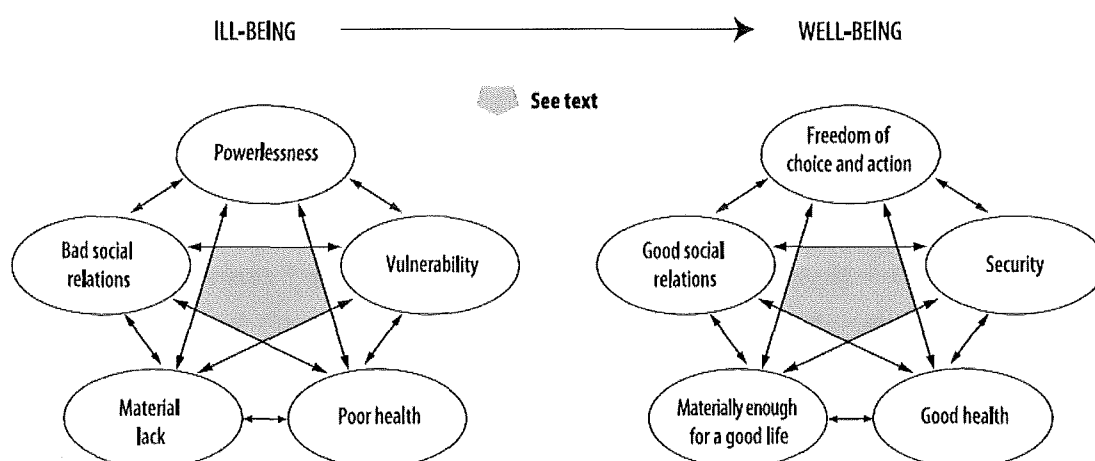 ILL-BEING
WELL-BEING
See text
Powerlessness
Bad social
relations
Vulnerability
Material
lack
Poor health
Freedom of
choice and action
Good social
relations
Security
Materially enough
for a good life
Good health